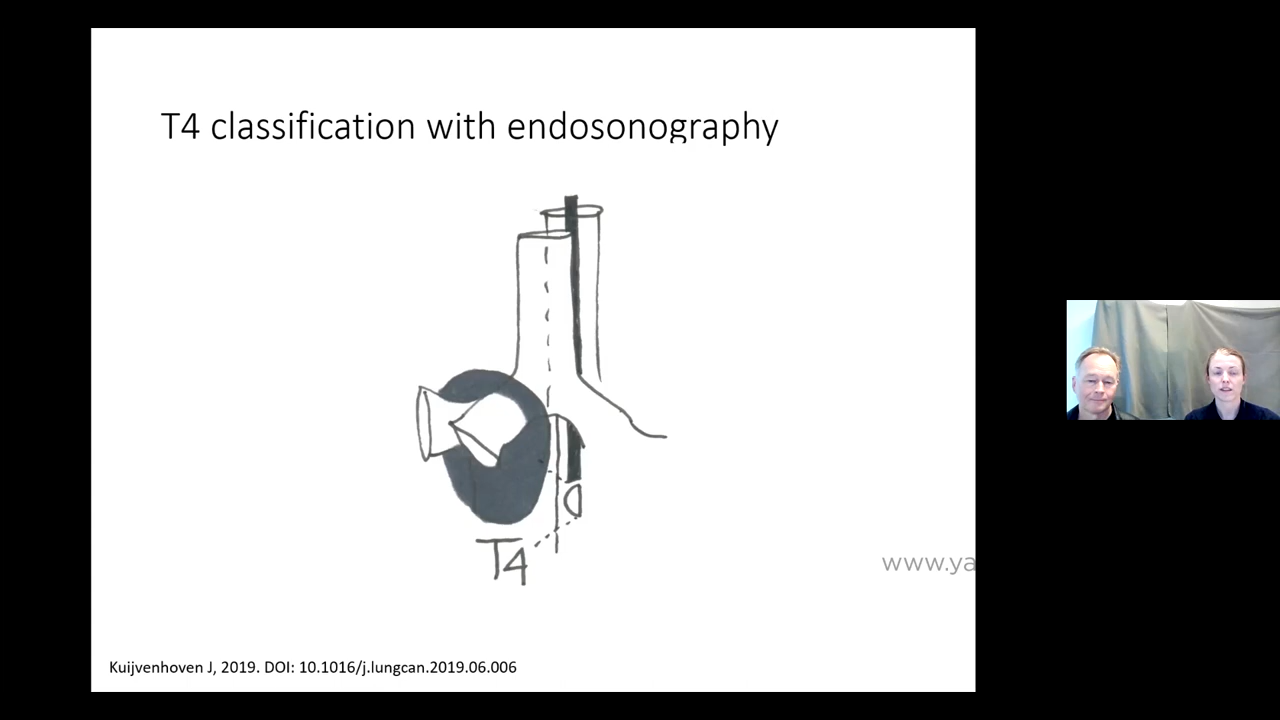 T4 classification with endosonography
T4
www.ya
Kuijvenhoven J, 2019. DOI: 10.1016/j.lungcan.2019.06.006